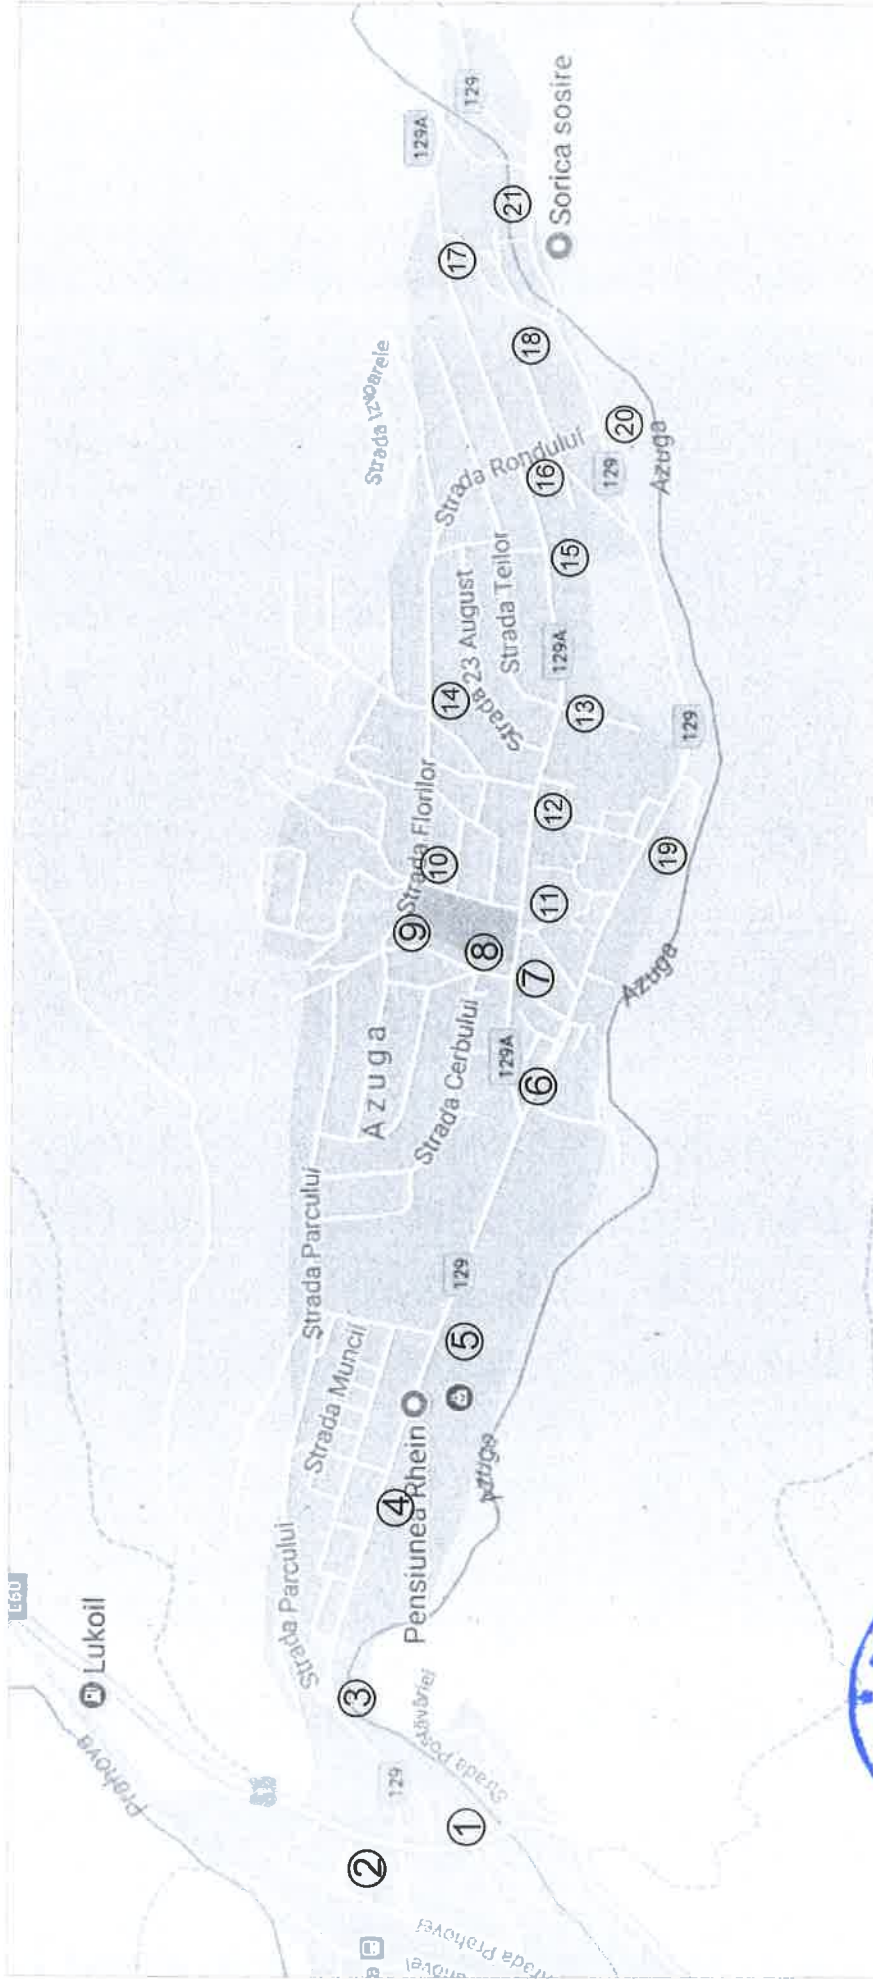 E60
Lukoil
Prahova
129
Strada Prahovei
Strada Parcului
Strada Parcului
Strada Muncii
Pensiunea Rhein
Azuga
129
Azuga
Strada Cerbului
129A
Azuga
Strada Florilor
Strada 23 August
Strada Teilor
129A
129
Strada Rondului
Strada Izvoarele
129
Azuga
129A
129
Sorica sosire
1
2
3
4
5
6
7
8
9
10
11
12
13
14
15
16
17
18
19
20
21